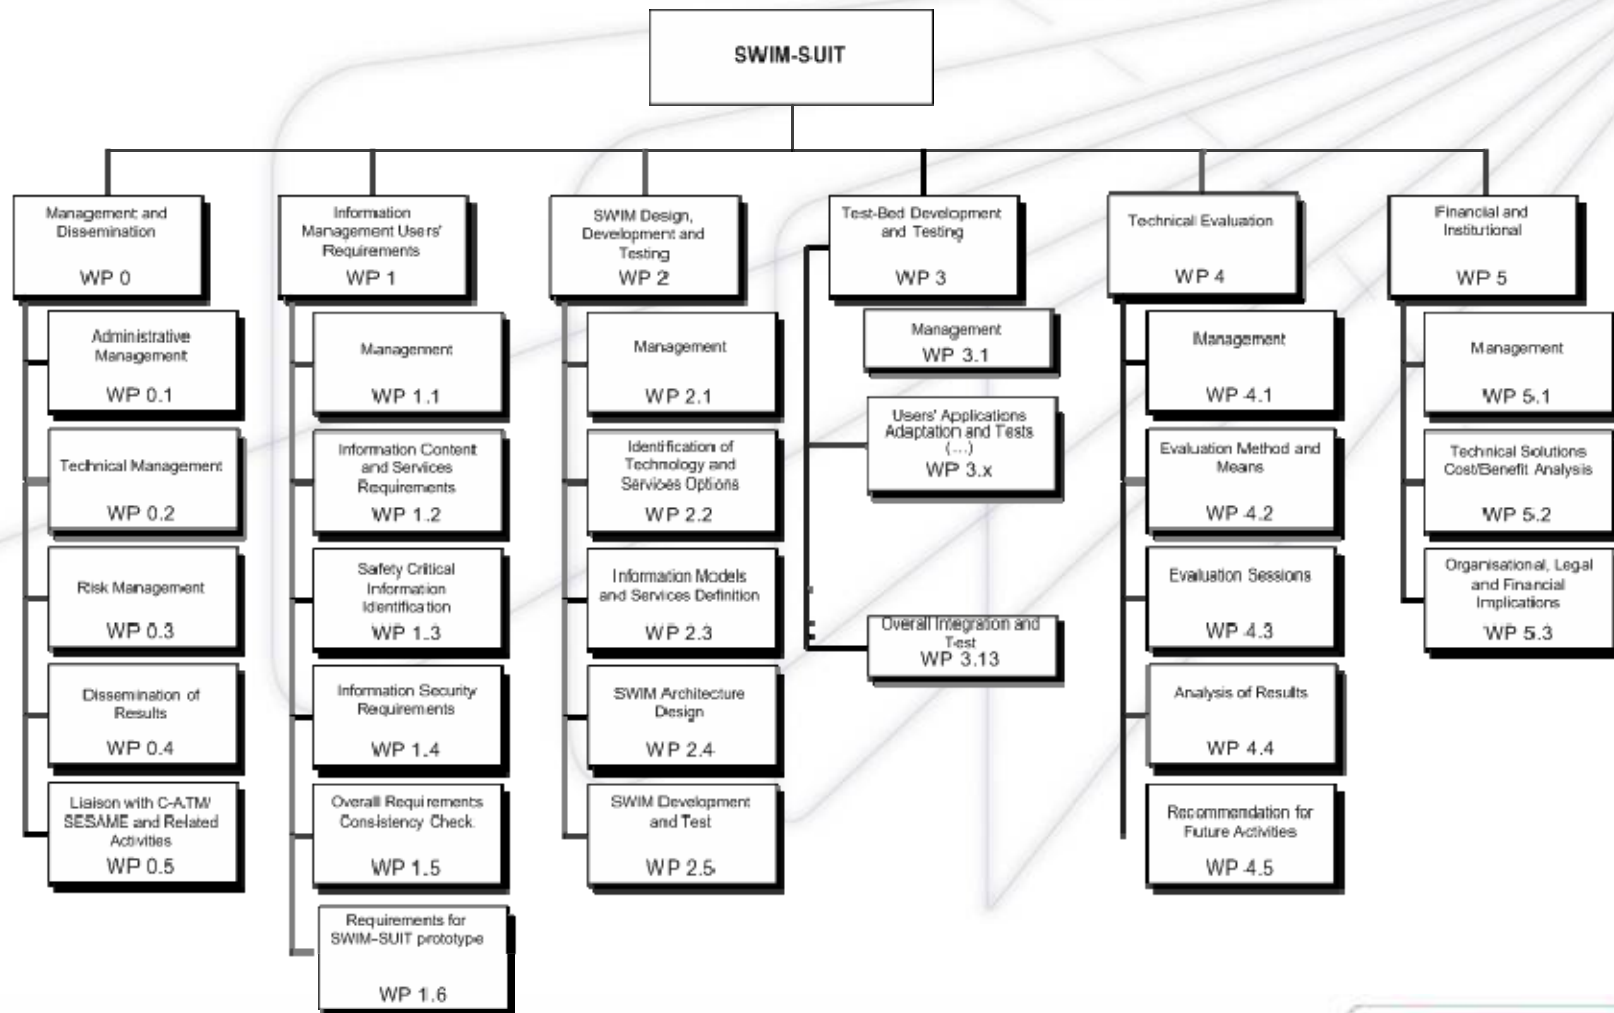 SWIM-SUIT
Management and
Dissemination
WP 0
Administrative
Management
WP 0.1
Technical Management
WP 0.2
Risk Management
WP 0.3
Dissemination of
Results
WP 0.4
Liaison with C-ATM/
SESAME and Related
Activities
WP 0.5
Information
Management Users'
Requirements
WP 1
Management
WP 1.1
Information Content
and Services
Requirements
WP 1.2
Safety Critical
Information
Identification
WP 1.3
Information Security
Requirements
WP 1.4
Overall Requirements
Consistency Check
WP 1.5
Requirements for
SWIM-SUIT prototype
WP 1.6
SWIM Design,
Development and
Testing
WP 2
Management
WP 2.1
Identification of
Technology and
Services Options
WP 2.2
Information Models
and Services Definition
WP 2.3
SWIM Architecture
Design
WP 2.4
SWIM Development
and Test
WP 2.5
Test-Bed Development
and Testing
WP 3
Management
WP 3.1
Users' Applications
Adaptation and Tests
(...)
WP 3.x
Overall Integration and
Test
WP 3.13
Technical Evaluation
WP 4
Management
WP 4.1
Evaluation Method and
Means
WP 4.2
Evaluation Sessions
WP 4.3
Analysis of Results
WP 4.4
Recommendation for
Future Activities
WP 4.5
Financial and
Institutional
WP 5
Management
WP 5.1
Technical Solutions
Cost/Benefit Analysis
WP 5.2
Organisational, Legal
and Financial
Implications
WP 5.3